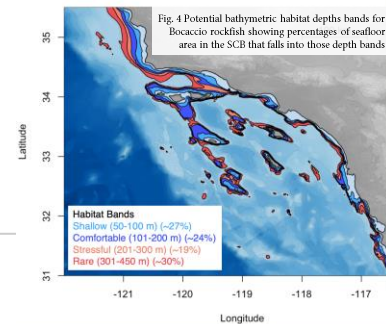 Fig. 4 Potential bathymetric habitat depths bands for
Bocaccio rockfish showing percentages of seafloor
area in the SCB that falls into those depth bands
35
34
33
32
31
Latitude
Habitat Bands
Shallow (50-100 m) (~27%)
Comfortable (101-200 m) (~24%)
Stressful (201-300 m) (~19%)
Rare (301-450 m) (~30%)
-121
-120
-119
-118
-117
Longitude